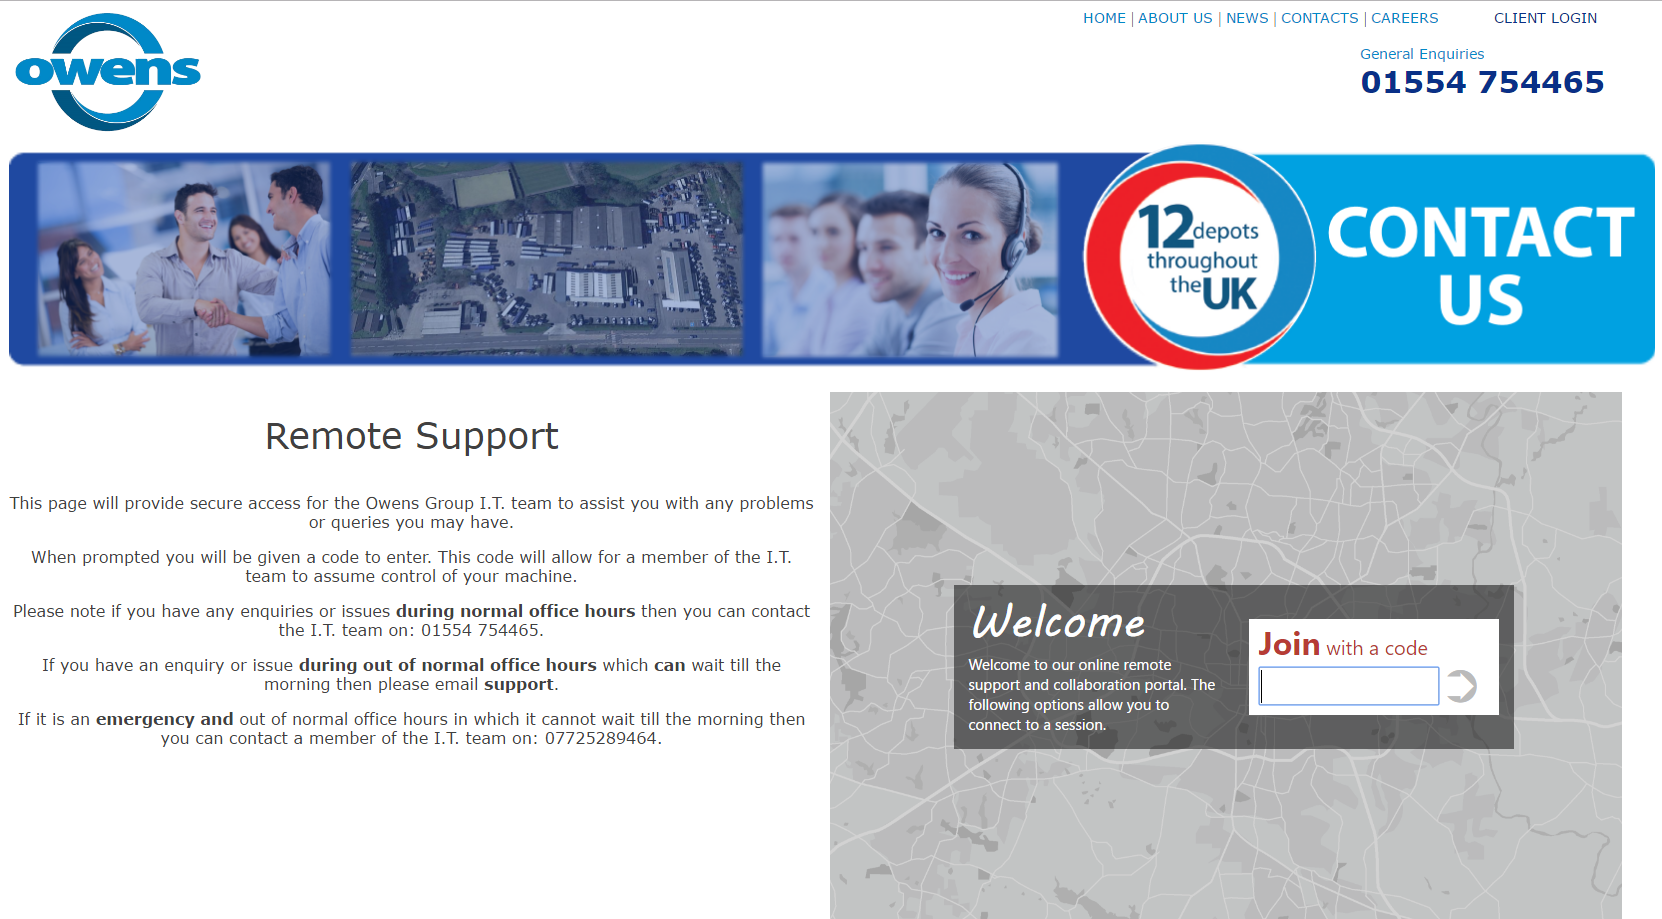 owens
HOME | ABOUT US | NEWS | CONTACTS | CAREERS
CLIENT LOGIN
General Enquiries
01554 754465
12 depots
throughout
the UK
CONTACT
US
Remote Support
This page will provide secure access for the Owens Group I.T. team to assist you with any problems
or queries you may have.
When prompted you will be given a code to enter. This code will allow for a member of the I.T.
team to assume control of your machine.
Please note if you have any enquiries or issues during normal office hours then you can contact
the I.T. team on: 01554 754465.
If you have an enquiry or issue during out of normal office hours which can wait till the
morning then please email support.
If it is an emergency and out of normal office hours in which it cannot wait till the morning then
you can contact a member of the I.T. team on: 07725289464.
Welcome
Welcome to our online remote
support and collaboration portal. The
following options allow you to
connect to a session.
Join with a code